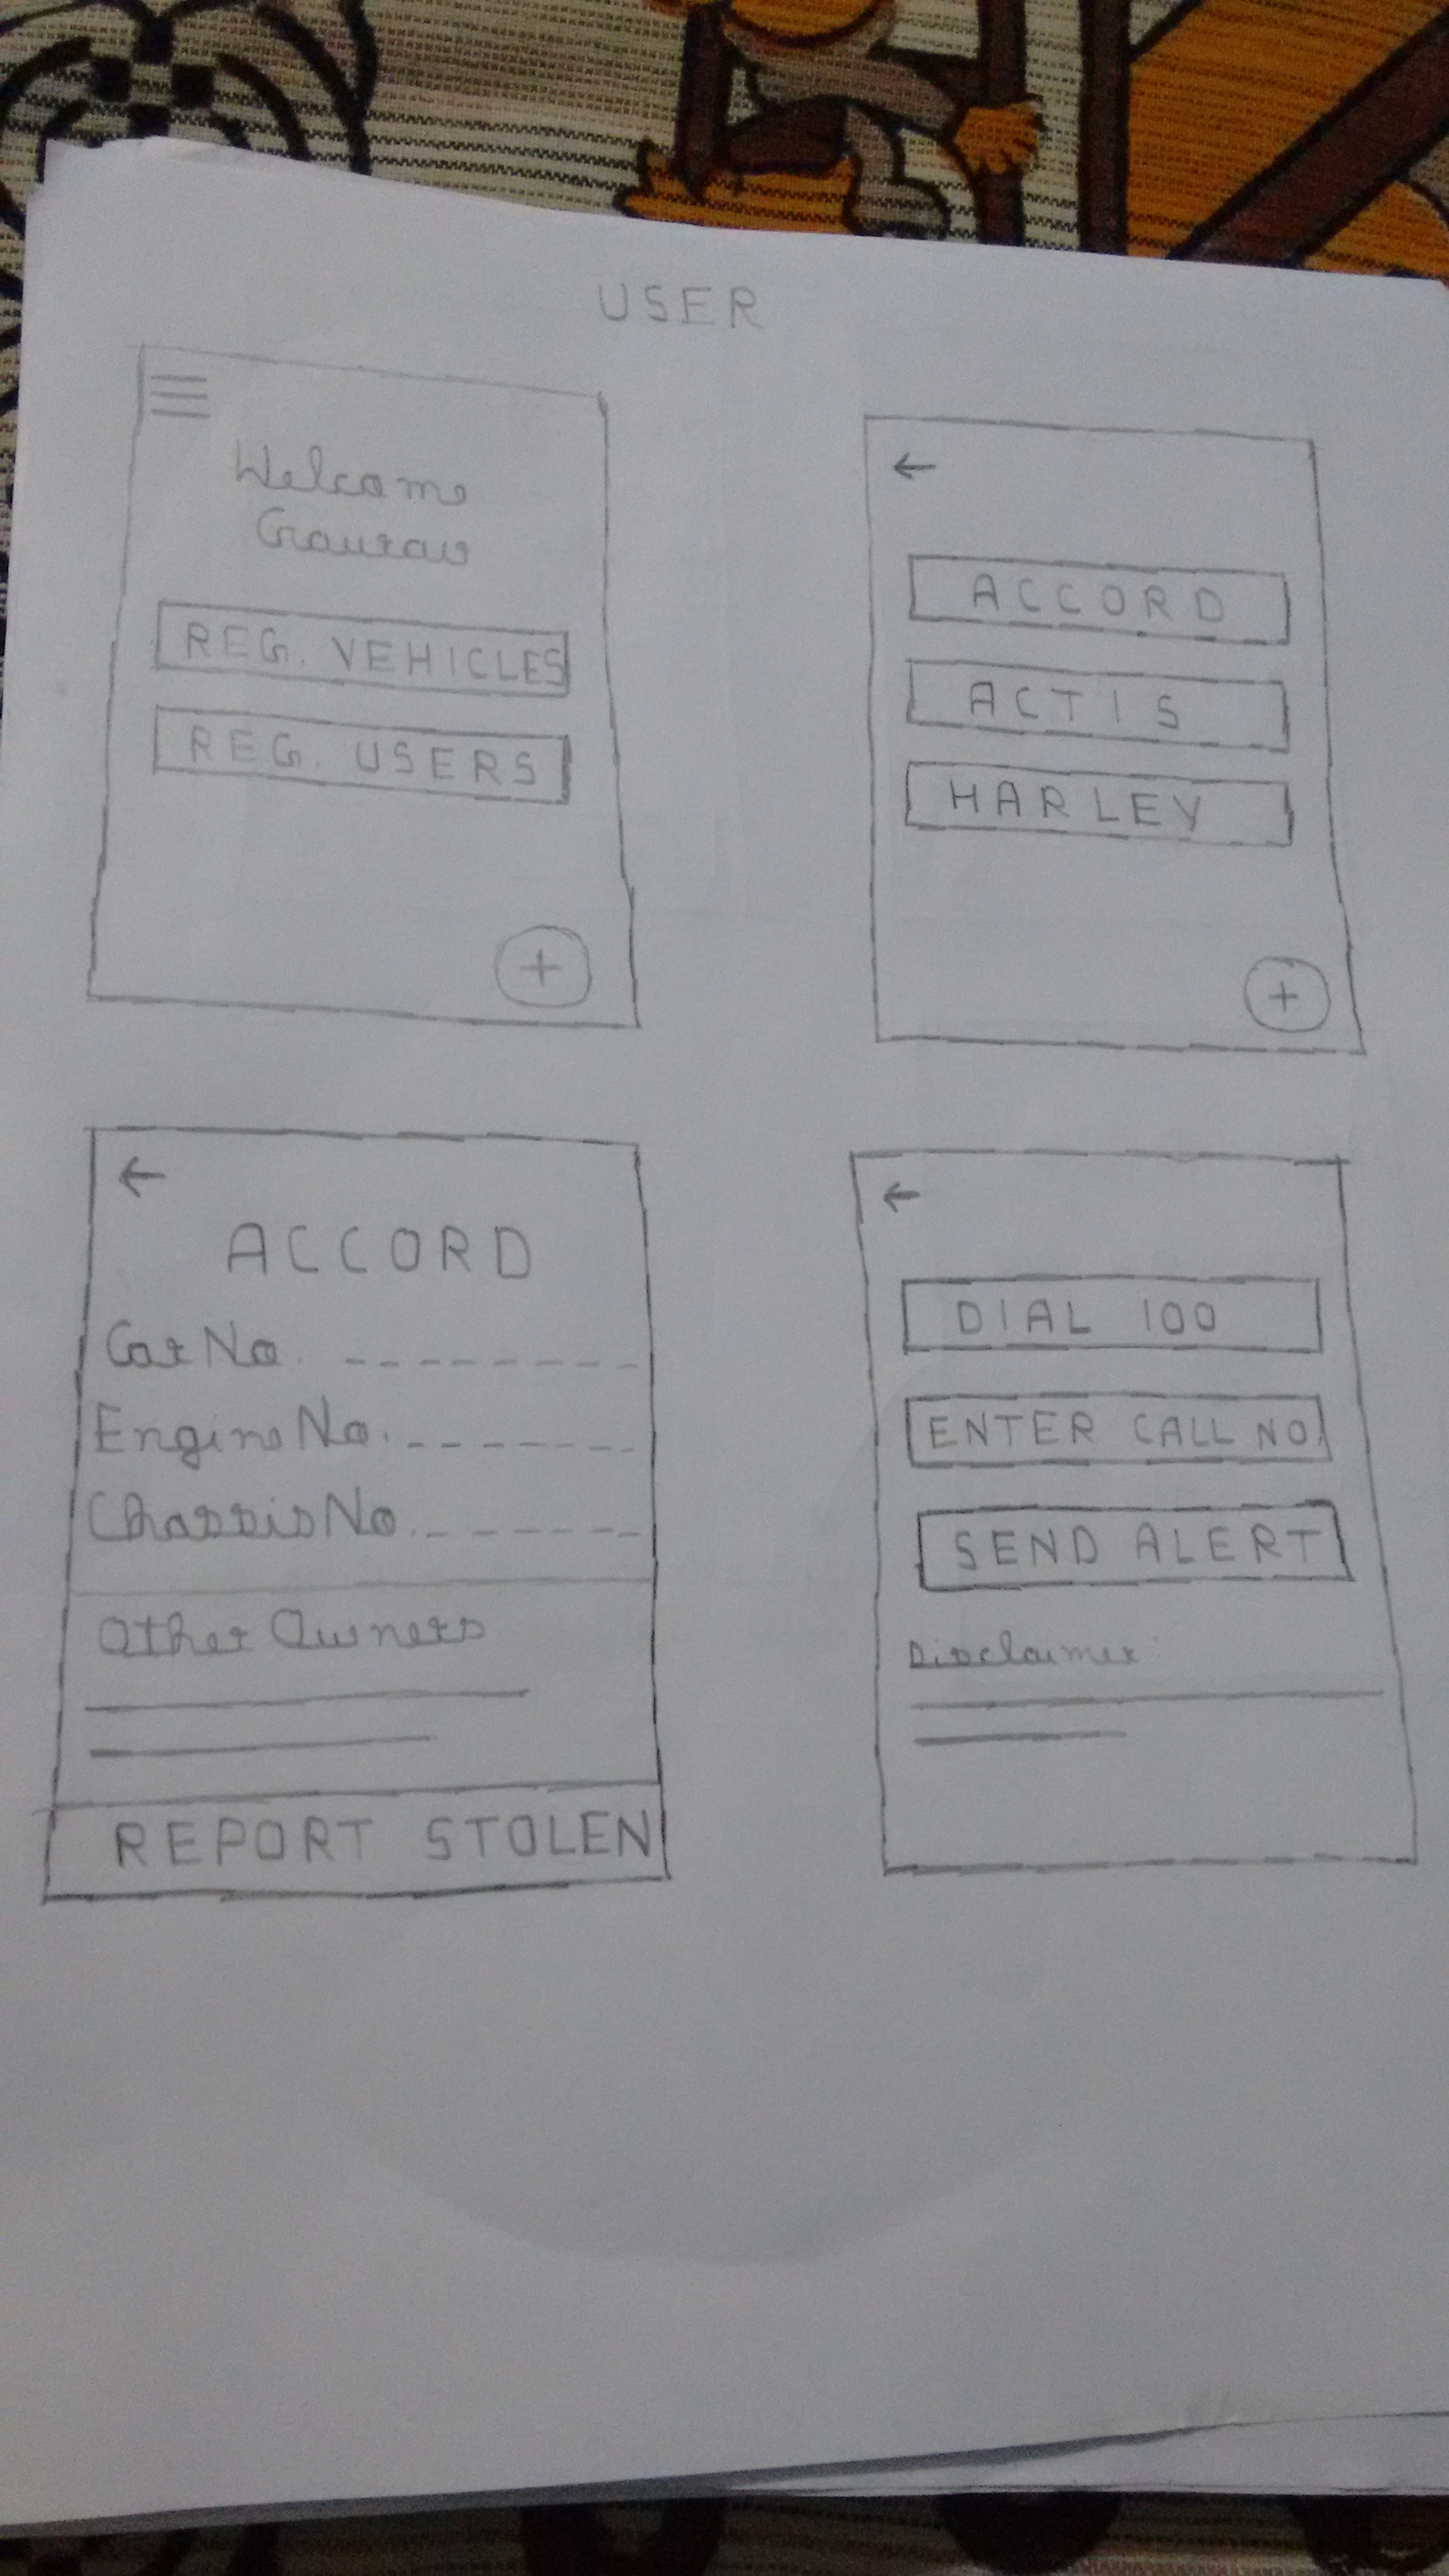 USER
Welcome
Gaurav
REG. VEHICLES
REG. USERS
+
←
ACCORD
ACTIS
HARLEY
+
←
ACCORD
Car No. ---------
Engine No. -------
Chassis No. -------
Other Owners
REPORT STOLEN
←
DIAL 100
ENTER CALL NO.
SEND ALERT
Disclaimer: